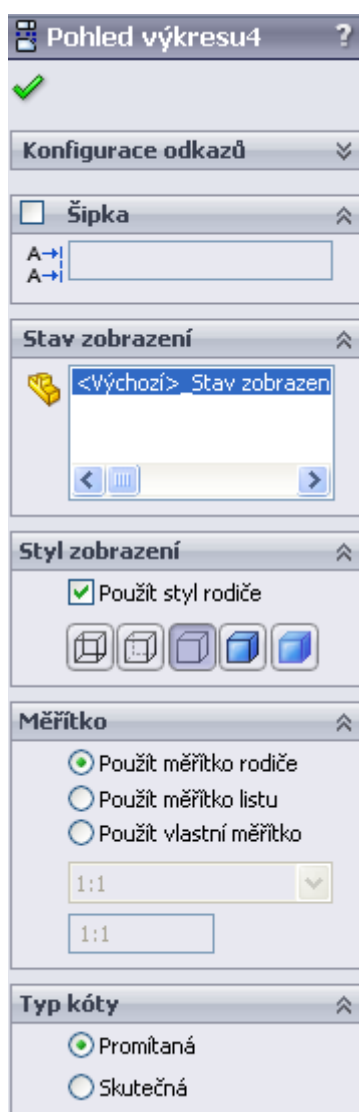 Pohled výkresu4 ?
Konfigurace odkazů
Šipka
A
A
Stav zobrazení
<Výchozí>_Stav zobrazen
Styl zobrazení
Použít styl rodiče
Měřítko
Použít měřítko rodiče
Použít měřítko listu
Použít vlastní měřítko
1:1
1:1
Typ kóty
Promítaná
Skutečná